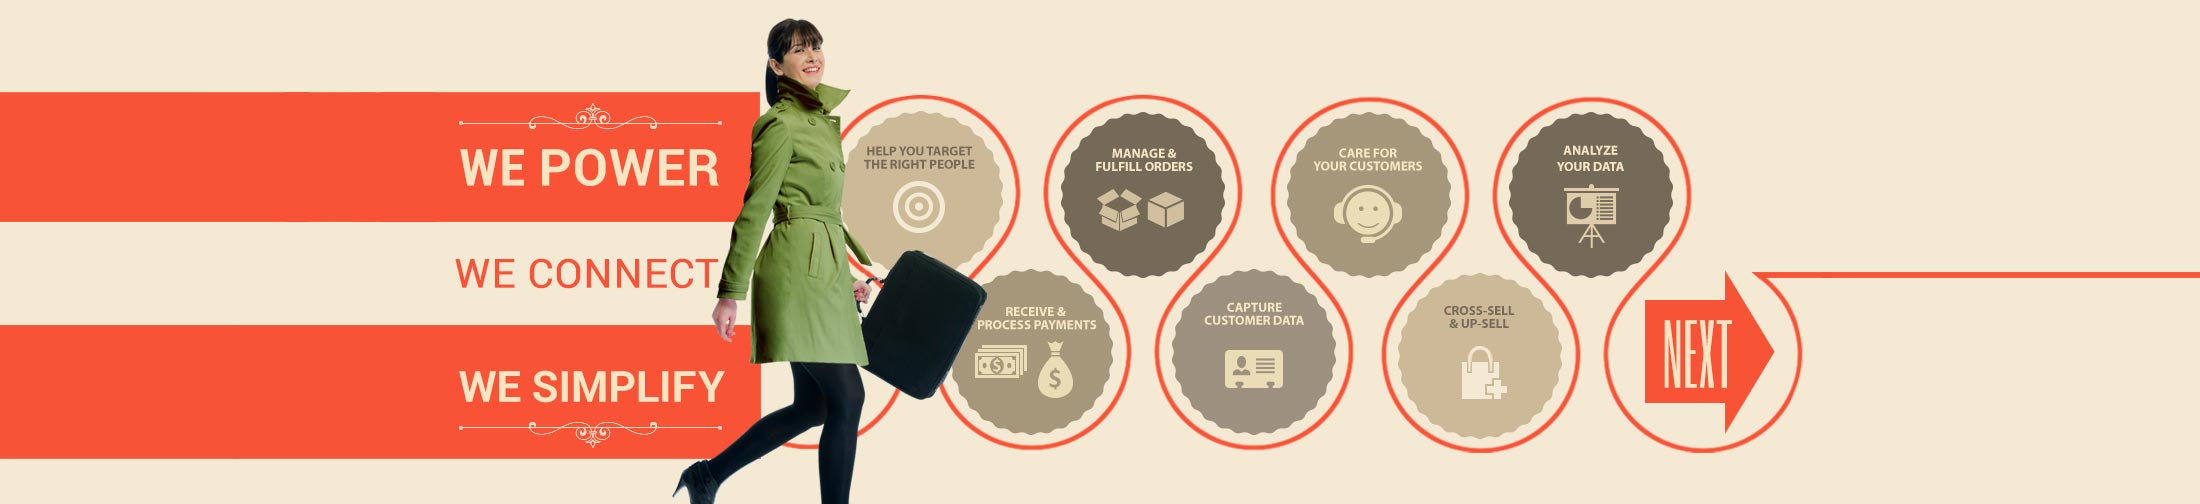 WE POWER
WE CONNECT
WE SIMPLIFY
HELP YOU TARGET
THE RIGHT PEOPLE
RECEIVE &
PROCESS PAYMENTS
MANAGE &
FULFILL ORDERS
CAPTURE
CUSTOMER DATA
CARE FOR
YOUR CUSTOMERS
CROSS-SELL
& UP-SELL
ANALYZE
YOUR DATA
NEXT